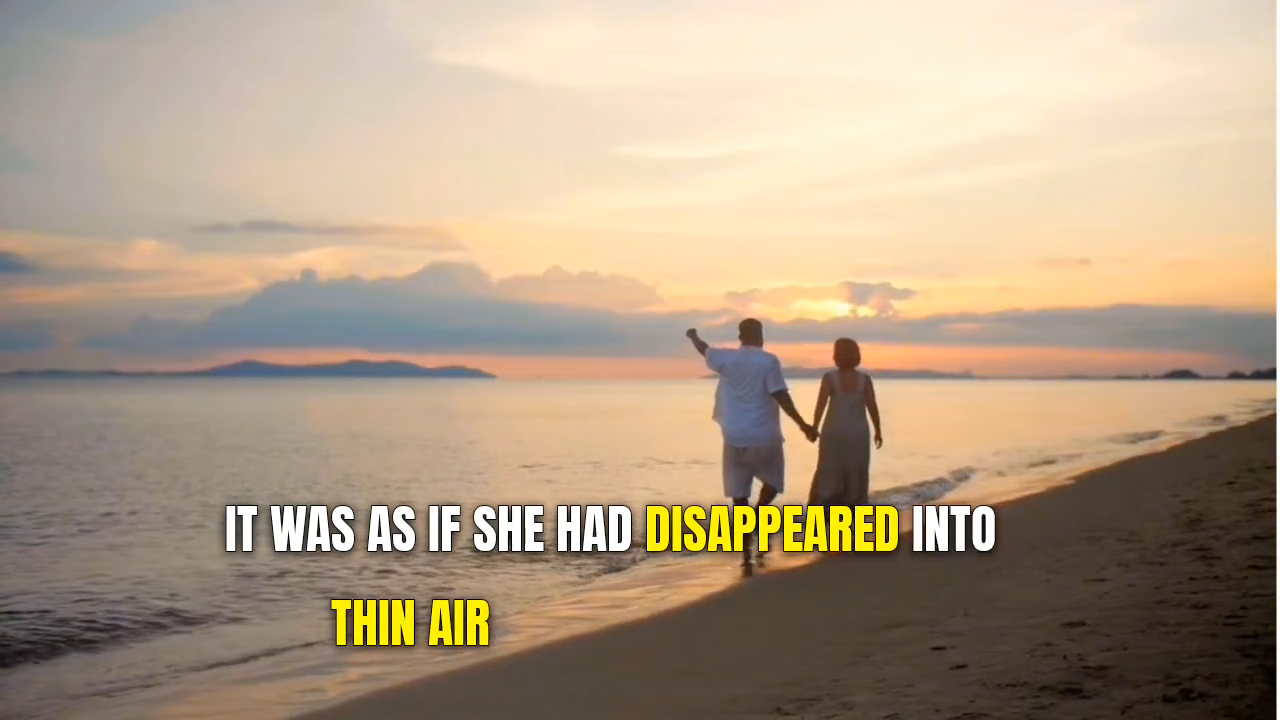 IT WAS AS IF SHE HAD DISAPPEARED INTO
THIN AIR